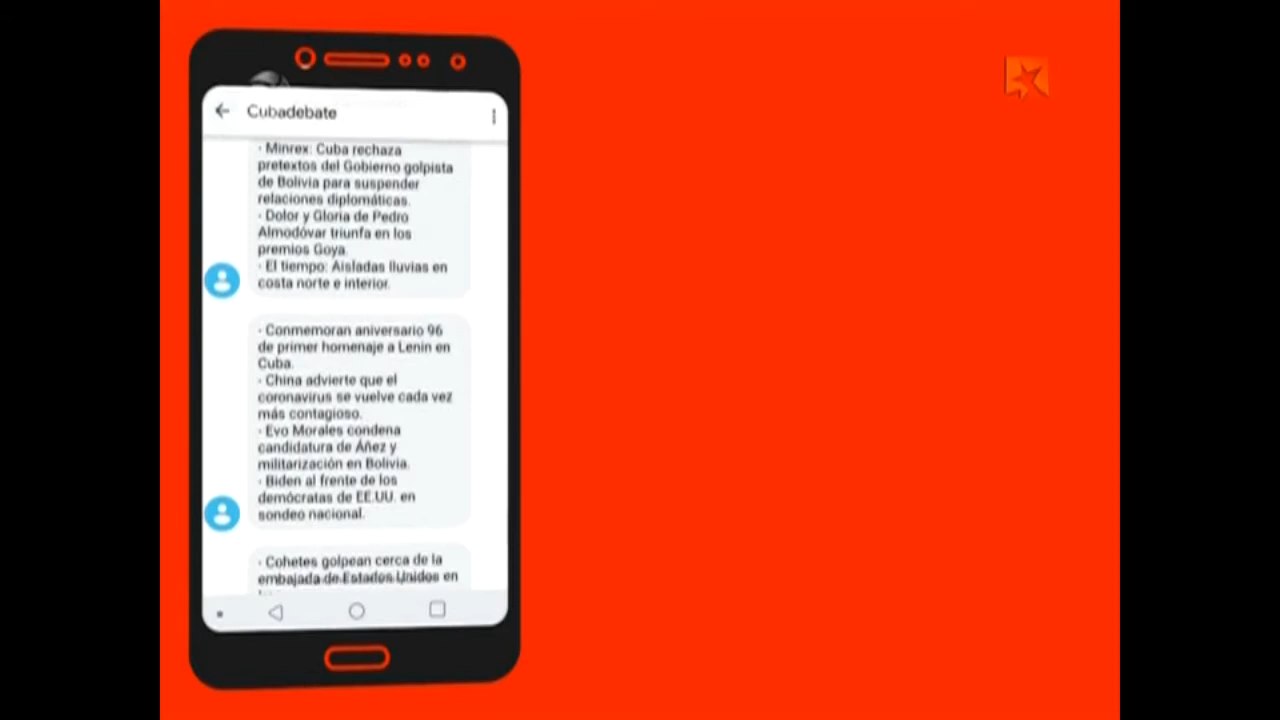 Cubadebate
· Minrex: Cuba rechaza
pretextos del Gobierno golpista
de Bolivia para suspender
relaciones diplomáticas.
· Dolor y Gloria de Pedro
Almodóvar triunfa en los
premios Goya.
· El tiempo: Aisladas lluvias en
costa norte e interior.
· Conmemoran aniversario 96
de primer homenaje a Lenin en
Cuba.
· China advierte que el
coronavirus se vuelve cada vez
más contagioso.
· Evo Morales condena
candidatura de Áñez y
militarización en Bolivia.
· Biden al frente de los
demócratas de EE.UU. en
sondeo nacional.
· Cohetes golpean cerca de la
embajada de Estados Unidos en